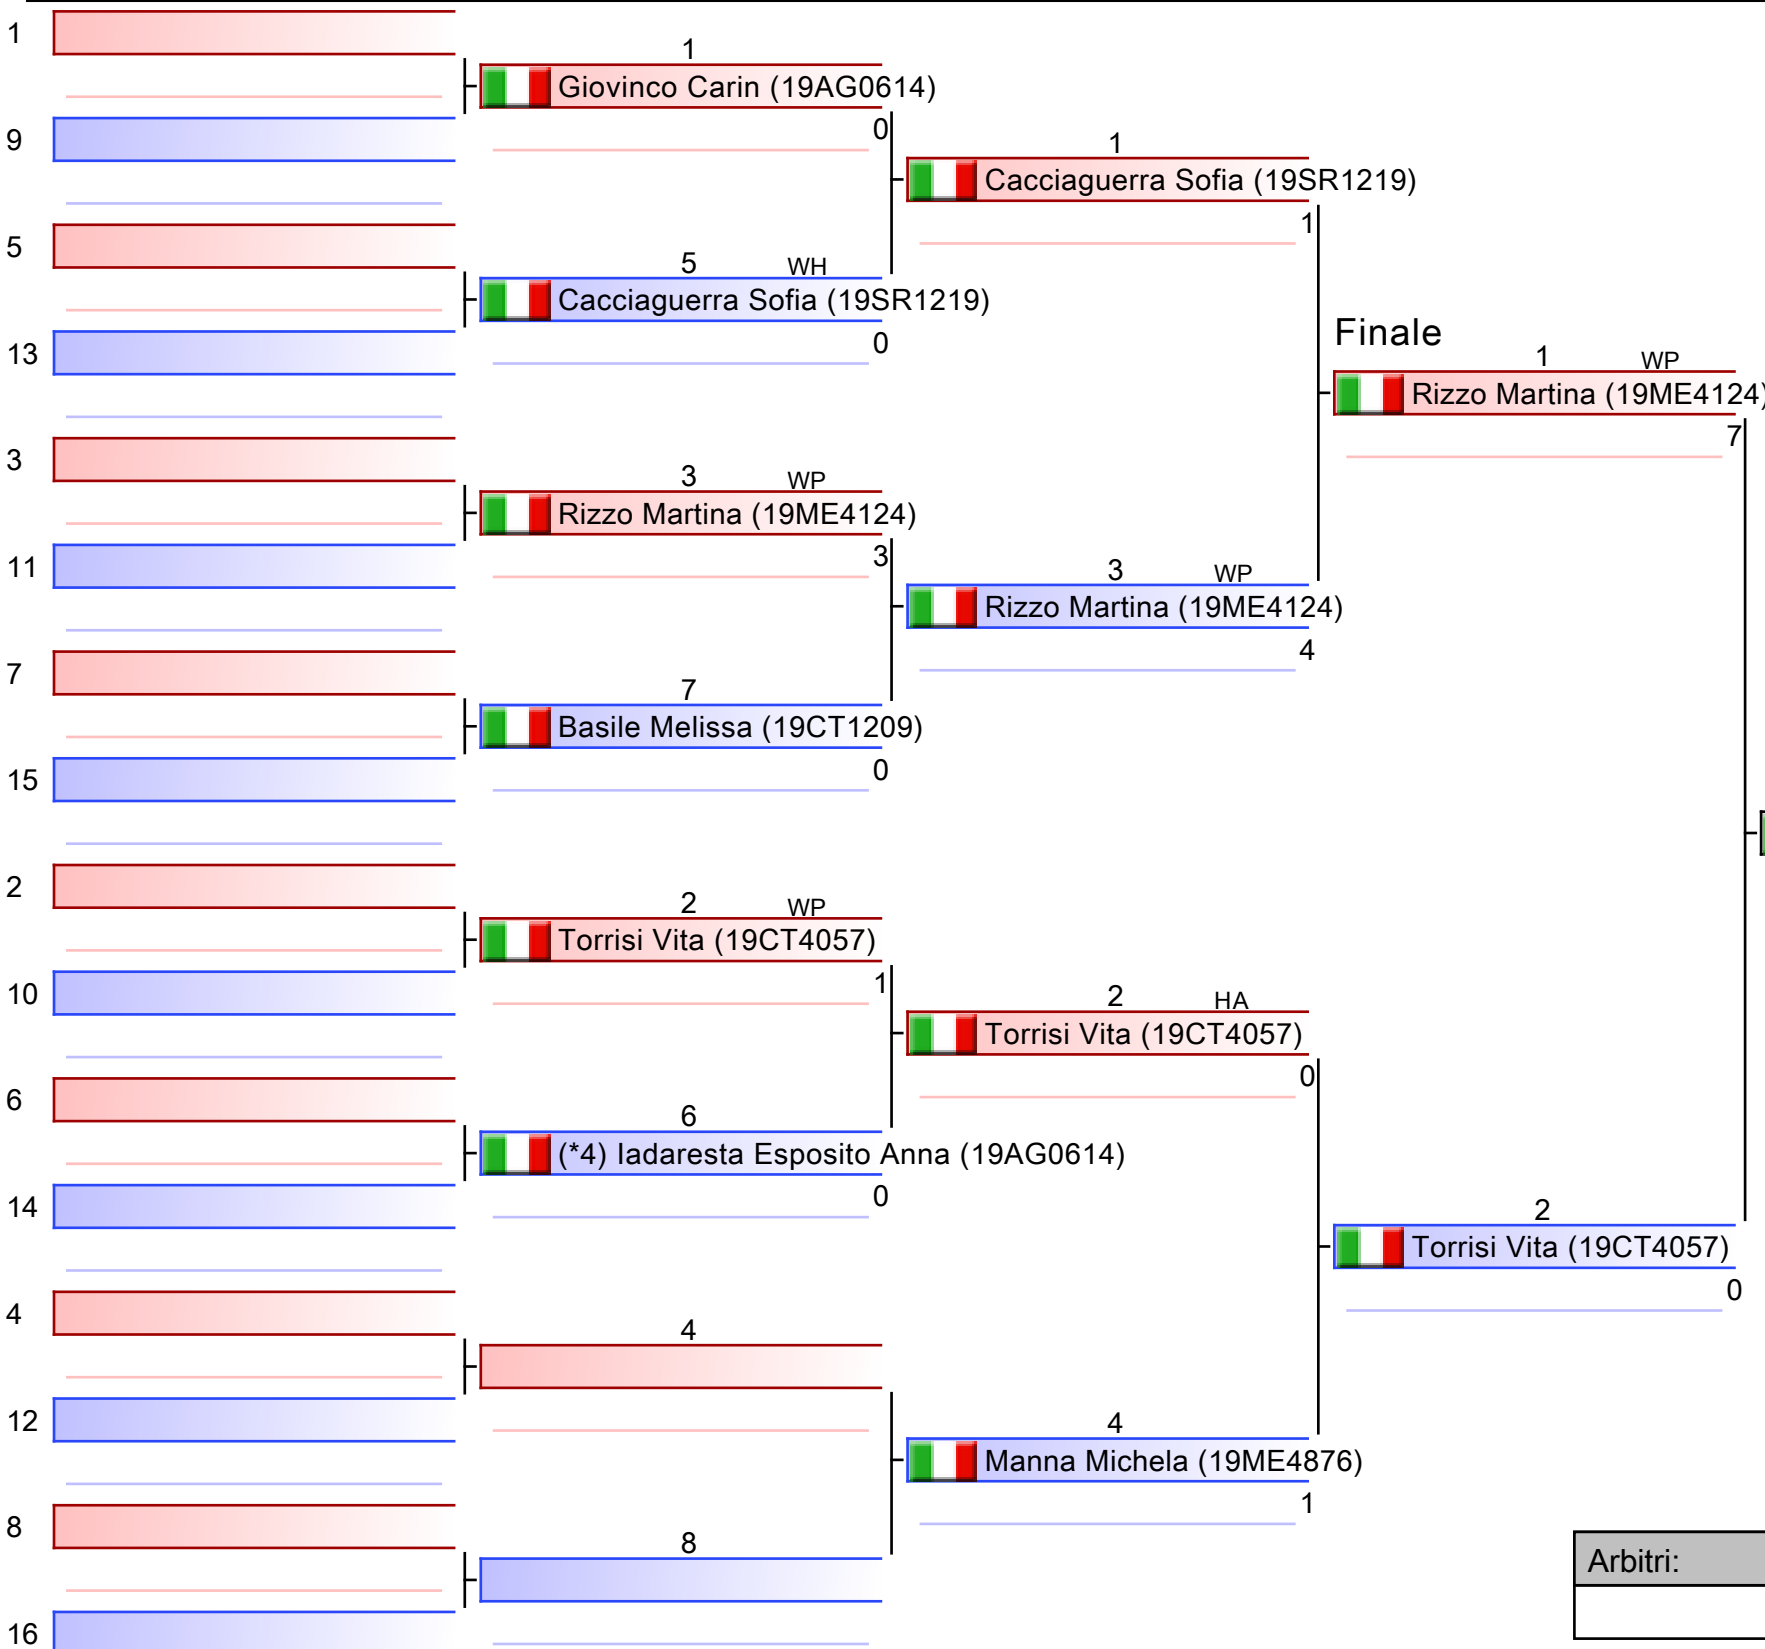 1
1
Giovinco Carin (19AG0614)
0
9
1
Cacciaguerra Sofia (19SR1219)
1
5
5 WH
Cacciaguerra Sofia (19SR1219)
0
13
Finale
1 WP
Rizzo Martina (19ME4124)
7
3
3 WP
Rizzo Martina (19ME4124)
3
11
3 WP
Rizzo Martina (19ME4124)
4
7
7
Basile Melissa (19CT1209)
0
15
2
2 WP
Torrisi Vita (19CT4057)
1
10
2 HA
Torrisi Vita (19CT4057)
0
6
6
(*4) Iadaresta Esposito Anna (19AG0614)
0
14
2
Torrisi Vita (19CT4057)
0
4
4
12
4
Manna Michela (19ME4876)
1
8
8
16
Arbitri: